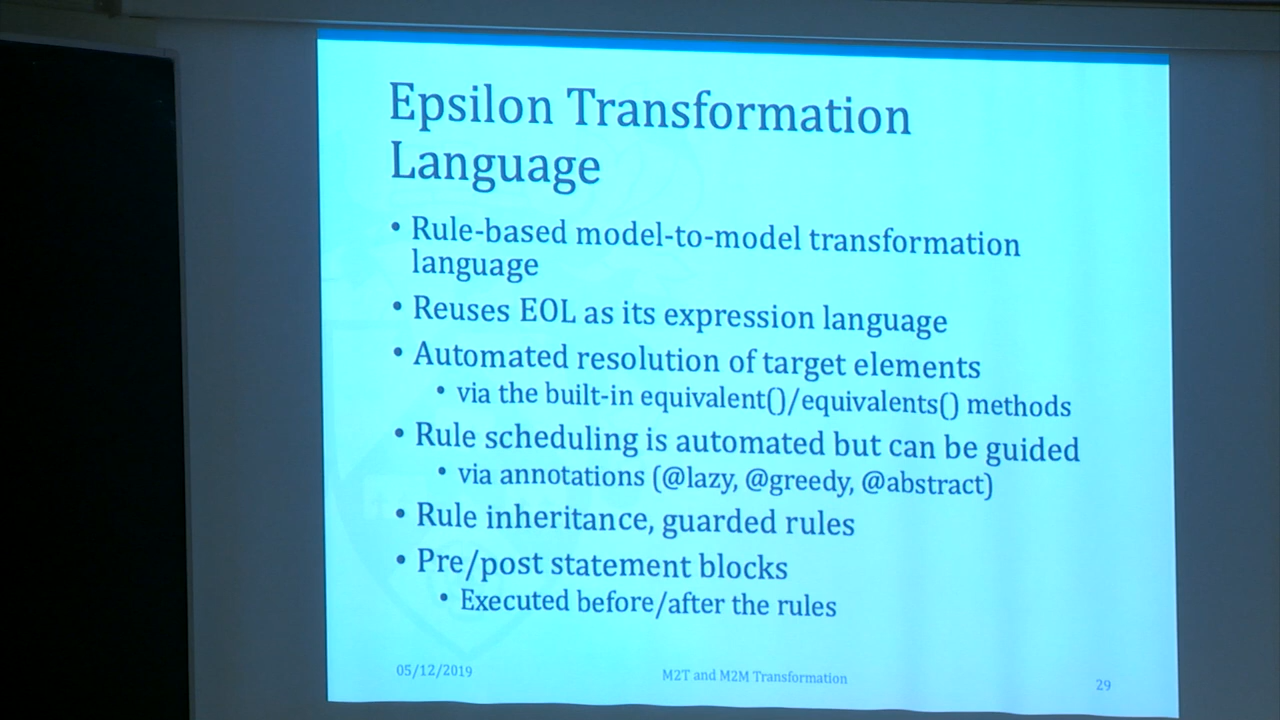 Epsilon Transformation
Language
• Rule-based model-to-model transformation
language
• Reuses EOL as its expression language
• Automated resolution of target elements
• via the built-in equivalent()/equivalents() methods
• Rule scheduling is automated but can be guided
• via annotations (@lazy, @greedy, @abstract)
• Rule inheritance, guarded rules
• Pre/post statement blocks
• Executed before/after the rules
05/12/2019
M2T and M2M Transformation
29